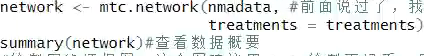 network <- mtc.network(nmadata, #前面说过了，我
treatments = treatments)
summary(network)#查看数据概要